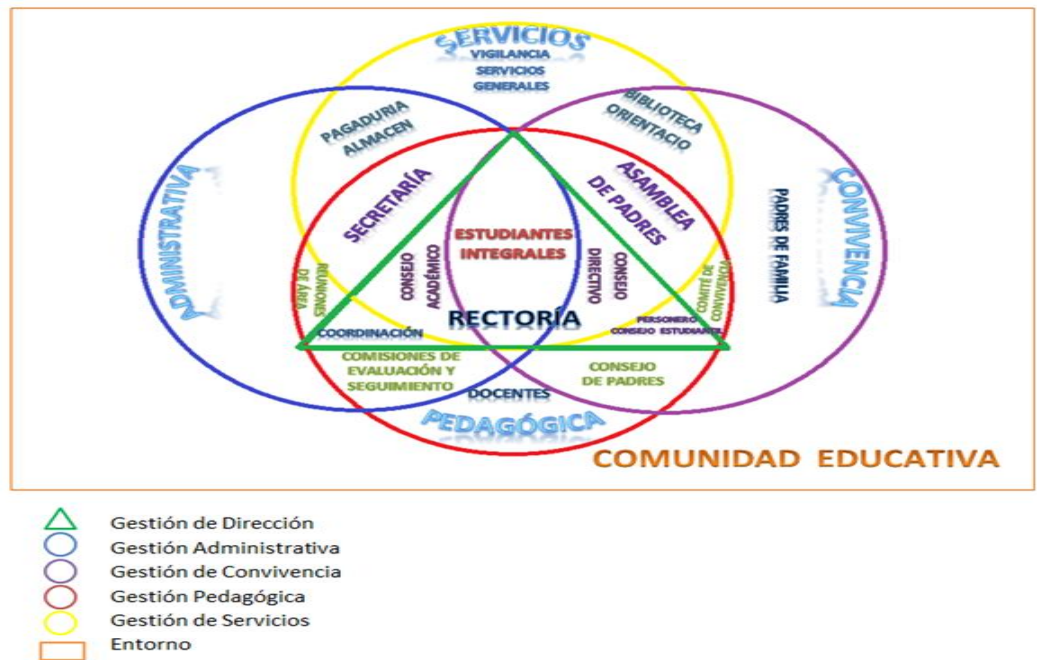 SERVICIOS
VIGILANCIA
SERVICIOS
GENERALES
PAGADURIA
ALMACEN
BIBLIOTECA
ORIENTACIO
ADMINISTRATIVA
SECRETARÍA
ASAMBLEA
DE PADRES
PADRES DE FAMILIA
CONVIVENCIA
ESTUDIANTES
INTEGRALES
REUNIONES
DE ÁREA
CONSEJO
ACADÉMICO
CONSEJO
DIRECTIVO
COMITÉ DE
CONVIVENCIA
RECTORÍA
COORDINACIÓN
PERSONERO
CONSEJO ESTUDIANTIL
COMISIONES DE
EVALUACIÓN Y
SEGUIMIENTO
CONSEJO
DE PADRES
DOCENTES
PEDAGÓGICA
COMUNIDAD EDUCATIVA
Gestión de Dirección
Gestión Administrativa
Gestión de Convivencia
Gestión Pedagógica
Gestión de Servicios
Entorno